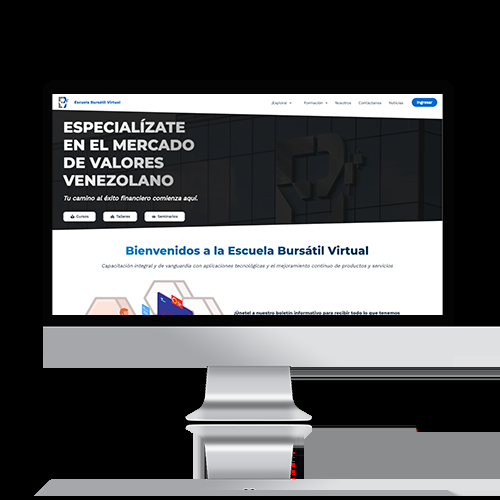 Escuela Bursátil Virtual
¡Explora! Formación Nosotros Contáctanos Noticias Ingresar
ESPECIALÍZATE
EN EL MERCADO
DE VALORES
VENEZOLANO
Tu camino al éxito financiero comienza aquí.
Cursos Talleres Seminarios
Bienvenidos a la Escuela Bursátil Virtual
Capacitación integral y de vanguardia con aplicaciones tecnológicas y el mejoramiento continuo de productos y servicios
¡Únete! a nuestro boletín informativo para recibir todo lo que tenemos